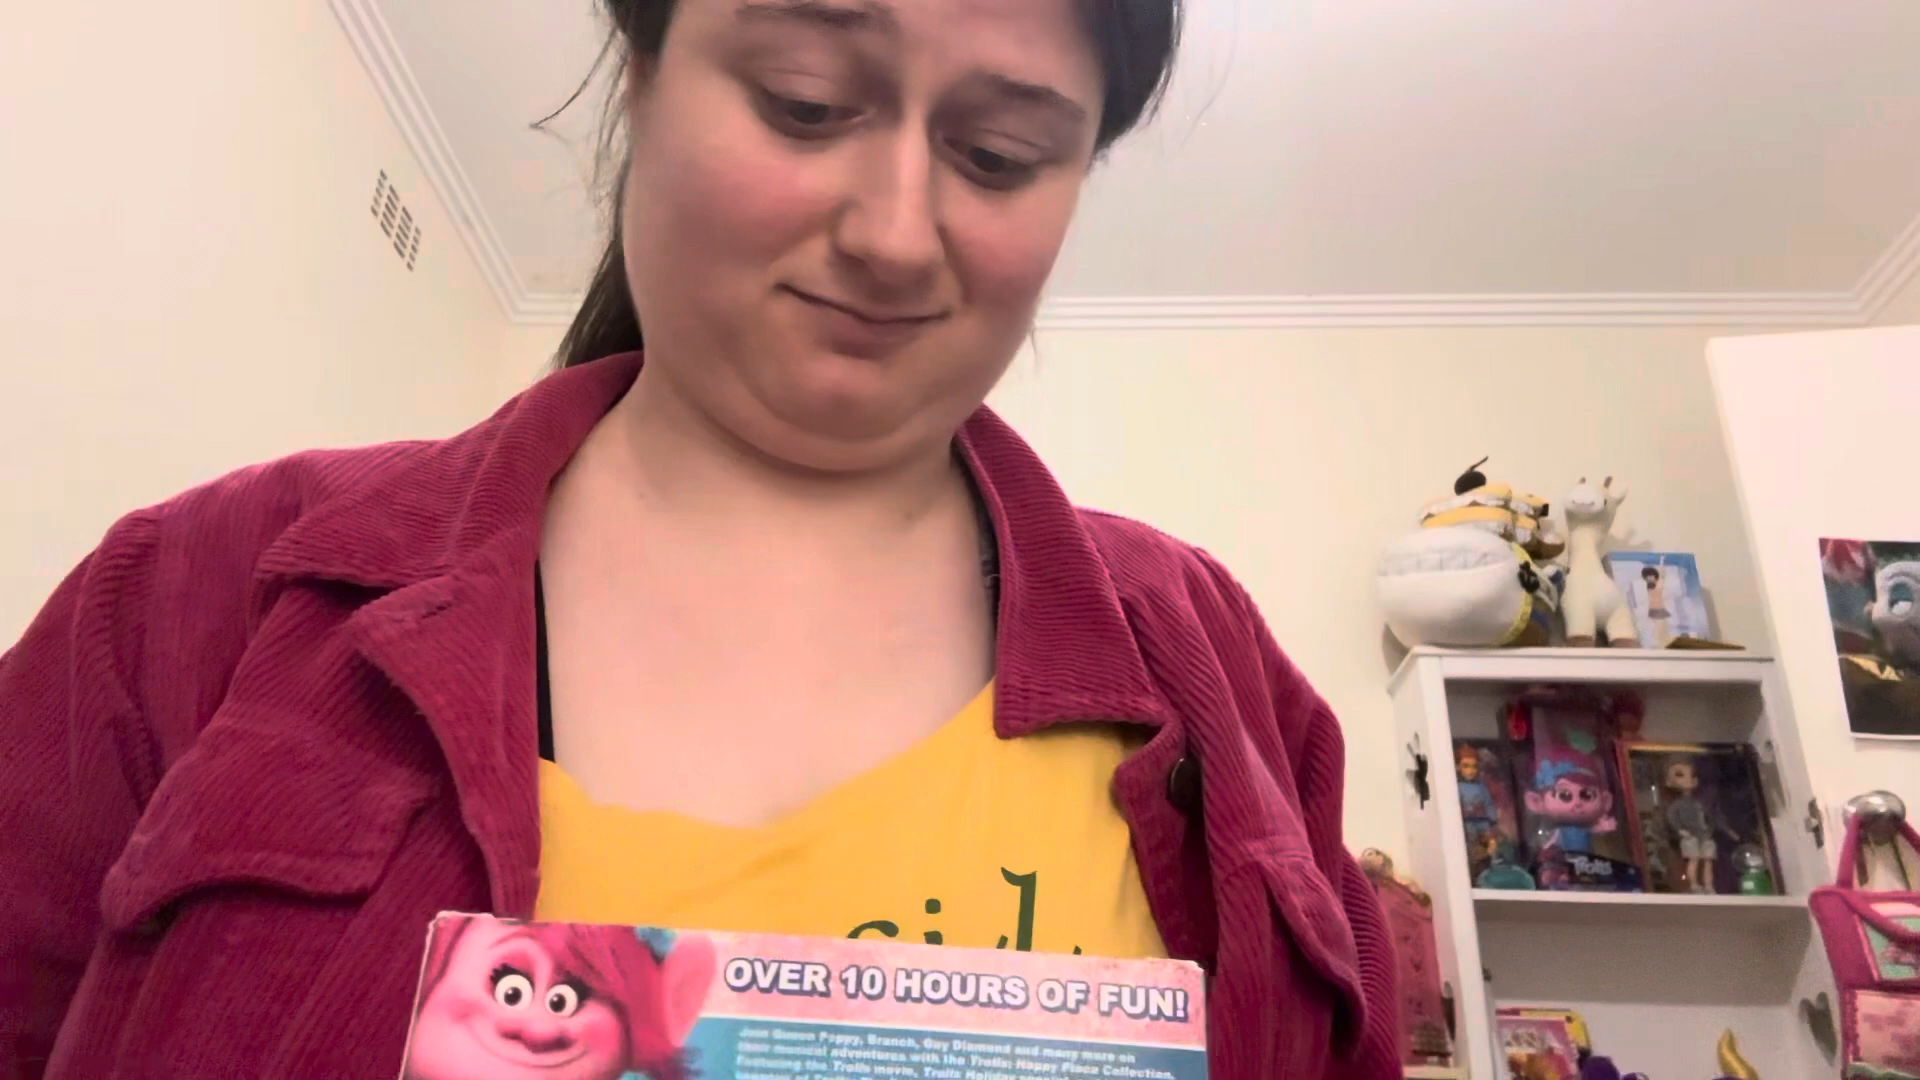 sid
OVER 10 HOURS OF FUN!
Join Queen Poppy, Branch, Guy Diamond and many more on
their musical adventures with the Trolls: Happy Place Collection.
Featuring the Trolls movie, Trolls Holiday
Trolls